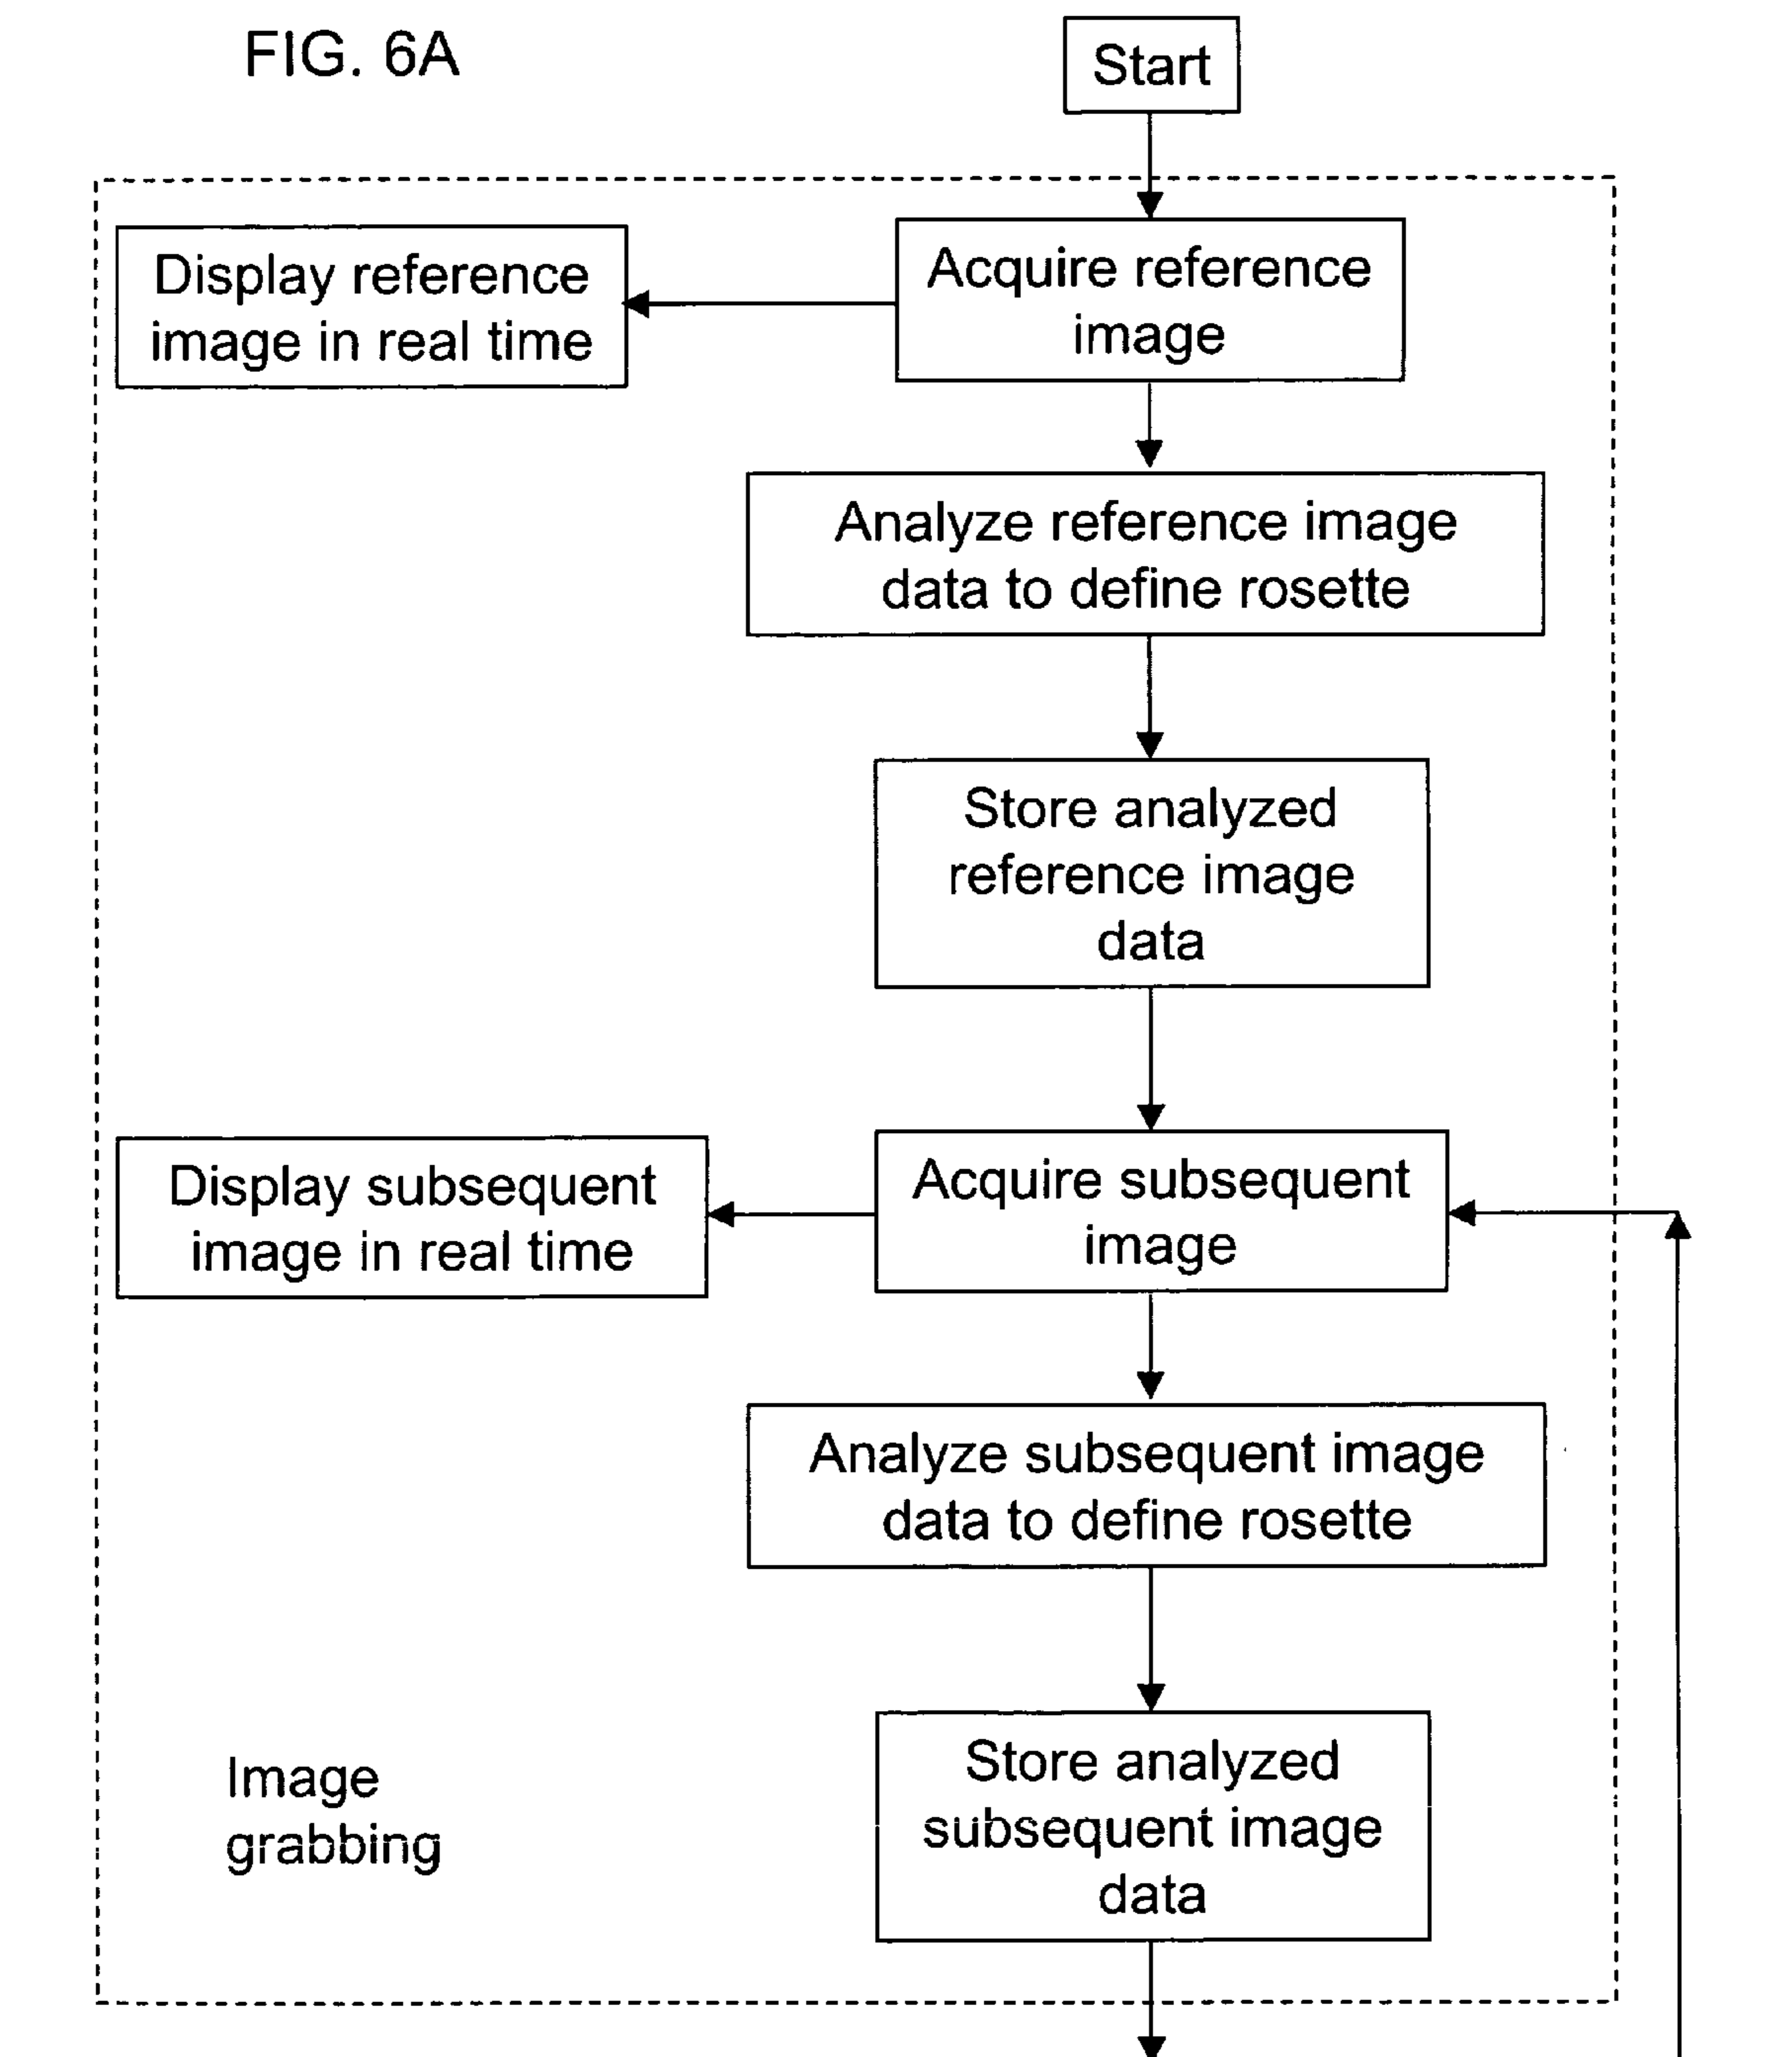 FIG. 6A
Start
Display reference
image in real time
Acquire reference
image
Analyze reference image
data to define rosette
Store analyzed
reference image
data
Display subsequent
image in real time
Acquire subsequent
image
Analyze subsequent image
data to define rosette
Store analyzed
subsequent image
data
Image
grabbing